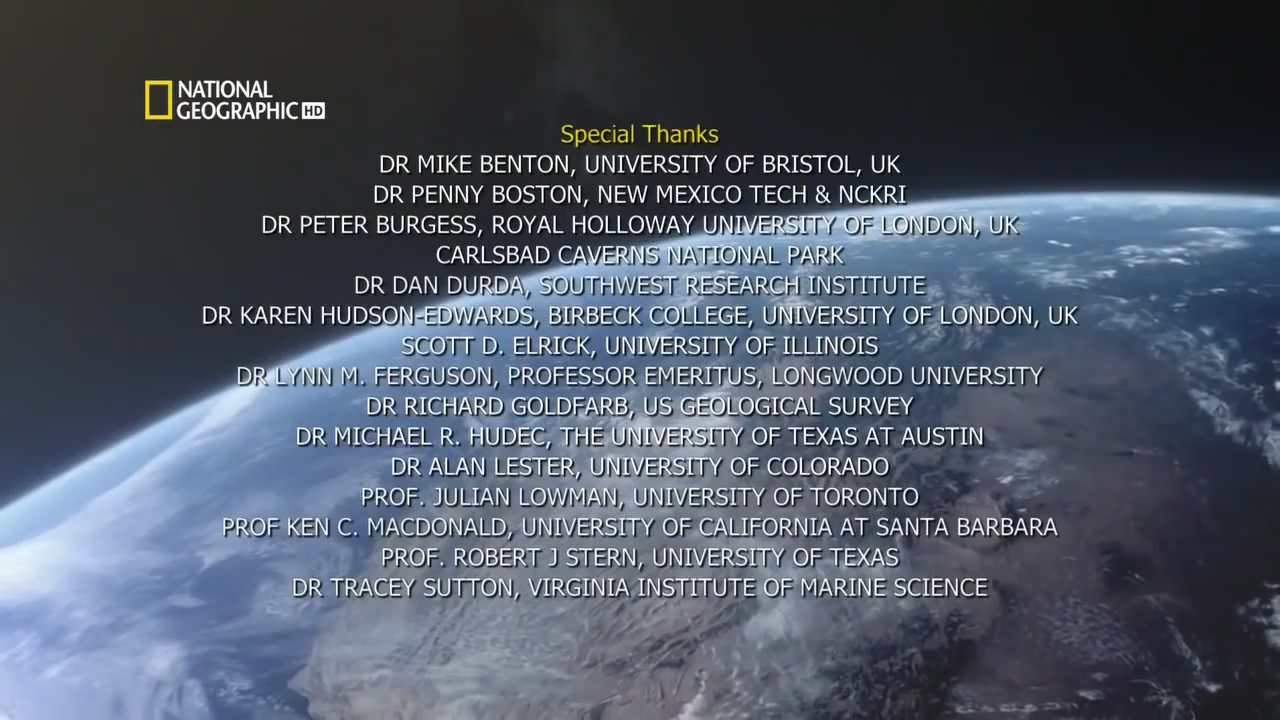 NATIONAL
GEOGRAPHIC HD
Special Thanks
DR MIKE BENTON, UNIVERSITY OF BRISTOL, UK
DR PENNY BOSTON, NEW MEXICO TECH & NCKRI
DR PETER BURGESS, ROYAL HOLLOWAY UNIVERSITY OF LONDON, UK
CARLSBAD CAVERNS NATIONAL PARK
DR DAN DURDA, SOUTHWEST RESEARCH INSTITUTE
DR KAREN HUDSON-EDWARDS, BIRBECK COLLEGE, UNIVERSITY OF LONDON, UK
SCOTT D. ELRICK, UNIVERSITY OF ILLINOIS
DR LYNN M. FERGUSON, PROFESSOR EMERITUS, LONGWOOD UNIVERSITY
DR RICHARD GOLDFARB, US GEOLOGICAL SURVEY
DR MICHAEL R. HUDEC, THE UNIVERSITY OF TEXAS AT AUSTIN
DR ALAN LESTER, UNIVERSITY OF COLORADO
PROF. JULIAN LOWMAN, UNIVERSITY OF TORONTO
PROF KEN C. MACDONALD, UNIVERSITY OF CALIFORNIA AT SANTA BARBARA
PROF. ROBERT J STERN, UNIVERSITY OF TEXAS
DR TRACEY SUTTON, VIRGINIA INSTITUTE OF MARINE SCIENCE